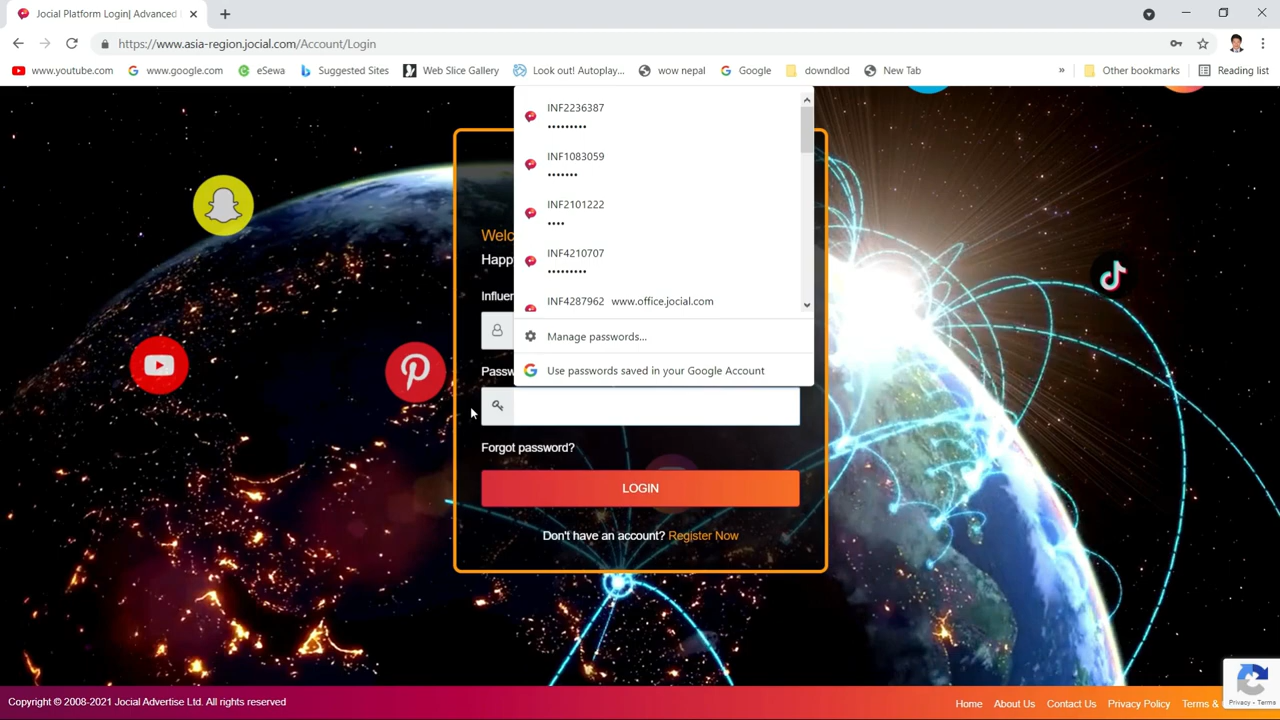 Jocial Platform Login| Advanced
https://www.asia-region.jocial.com/Account/Login
www.youtube.com
www.google.com
eSewa
Suggested Sites
Web Slice Gallery
Look out! Autoplay,...
wow nepal
Google
downdlod
New Tab
»
Other bookmarks
Reading list
INF2236387
•••••••••
INF1083059
•••••••
INF2101222
••••
INF4210707
•••••••••
INF4287962 www.office.jocial.com
Manage passwords...
Use passwords saved in your Google Account
Welc
Happ
Influer
Passw
Forgot password?
LOGIN
Don't have an account? Register Now
Copyright © 2008-2021 Jocial Advertise Ltd. All rights reserved
Home
About Us
Contact Us
Privacy Policy
Terms &
Privacy - Terms